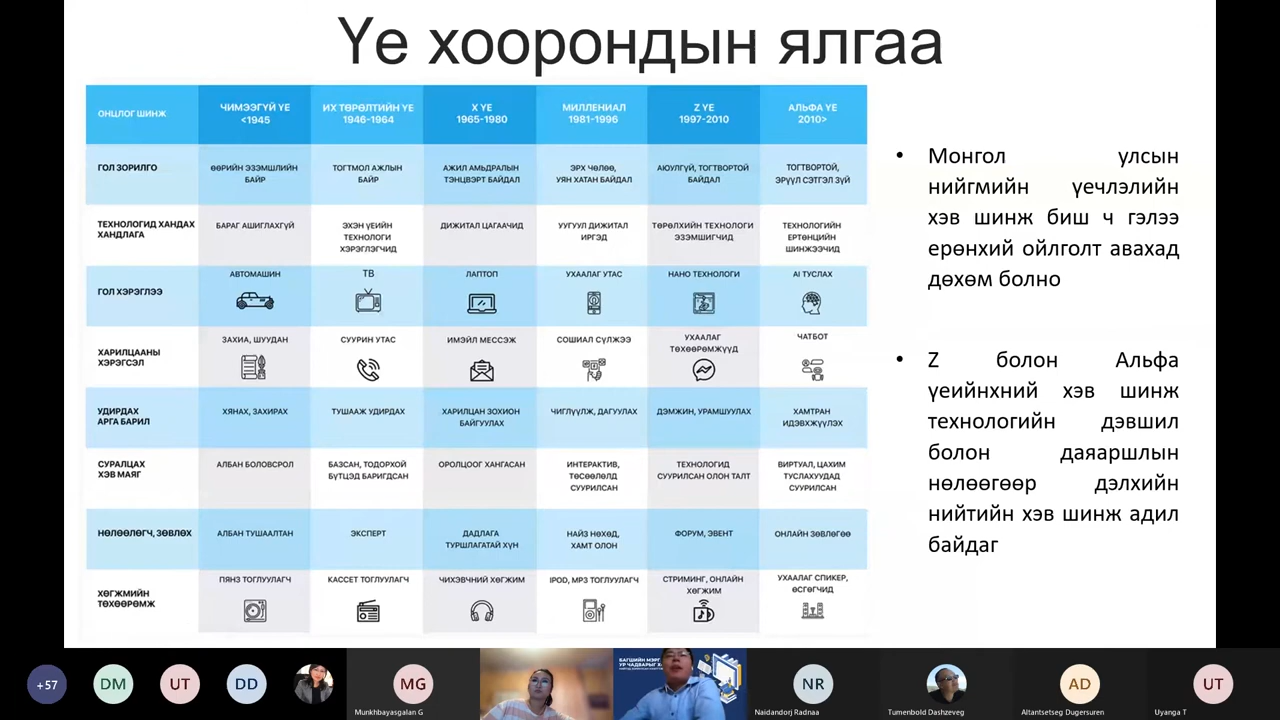 Үе хоорондын ялгаа
ОНЦЛОГ ШИНЖ
ЧИМЭЭГҮЙ ҮЕ
<1945
ИХ ТӨРӨЛТИЙН ҮЕ
1946-1964
X ҮЕ
1965-1980
МИЛЛЕНИАЛ
1981-1996
Z ҮЕ
1997-2010
АЛЬФА ҮЕ
2010>
ГОЛ ЗОРИЛГО
ӨӨРИЙН ЭЗЭМШЛИЙН
БАЙР
ТОГТМОЛ АЖЛЫН
БАЙР
АЖИЛ АМЬДРАЛЫН
ТЭНЦВЭРТ БАЙДАЛ
ЭРХ ЧӨЛӨӨ,
УЯН ХАТАН БАЙДАЛ
АЮУЛГҮЙ, ТОГТВОРТОЙ
БАЙДАЛ
ТОГТВОРТОЙ,
ЭРҮҮЛ СЭТГЭЛ ЗҮЙ
ТЕХНОЛОГИД ХАНДАХ
ХАНДЛАГА
БАРАГ АШИГЛАХГҮЙ
ЭХЭН ҮЕИЙН
ТЕХНОЛОГИ
ХЭРЭГЛЭГЧИД
ДИЖИТАЛ ЦАГААЧИД
УУГУУЛ ДИЖИТАЛ
ИРГЭД
ТӨРӨЛХИЙН ТЕХНОЛОГИ
ЭЗЭМШИГЧИД
ТЕХНОЛОГИЙН
ЕРТӨНЦИЙН
ШИНЖЭЭЧИД
ГОЛ ХЭРЭГЛЭЭ
АВТОМАШИН
ТВ
ЛАПТОП
УХААЛАГ УТАС
НАНО ТЕХНОЛОГИ
AI ТУСЛАХ
ХАРИЛЦААНЫ
ХЭРЭГСЭЛ
ЗАХИА, ШУУДАН
СУУРИН УТАС
ИМЭЙЛ МЕССЭЖ
СОШИАЛ СҮЛЖЭЭ
УХААЛАГ
ТӨХӨӨРӨМЖҮҮД
ЧАТБОТ
УДИРДАХ
АРГА БАРИЛ
ХЯНАХ, ЗАХИРАХ
ТУШААЖ УДИРДАХ
ХАРИЛЦАН ЗОХИОН
БАЙГУУЛАХ
ЧИГЛҮҮЛЖ, ДАГУУЛАХ
ДЭМЖИН, УРАМШУУЛАХ
ХАМТРАН
ИДЭВХЖҮҮЛЭХ
СУРАЛЦАХ
ХЭВ МАЯГ
АЛБАН БОЛОВСРОЛ
БАЗСАН, ТОДОРХОЙ
БҮТЦЭД БАРИГДСАН
ОРОЛЦООГ ХАНГАСАН
ИНТЕРАКТИВ,
ТӨСӨӨЛӨЛД
СУУРИЛСАН
ТЕХНОЛОГИД
СУУРИЛСАН ОЛОН ТАЛТ
ВИРТУАЛ, ЦАХИМ
ТУСЛАХУУДАД
СУУРИЛСАН
НӨЛӨӨЛӨГЧ, ЗӨВЛӨХ
АЛБАН ТУШААЛТАН
ЭКСПЕРТ
ДАДЛАГА
ТУРШЛАГАТАЙ ХҮН
НАЙЗ НӨХӨД,
ХАМТ ОЛОН
ФОРУМ, ЭВЕНТ
ОНЛАЙН ЗӨВЛӨГӨӨ
ХӨГЖМИЙН
ТӨХӨӨРӨМЖ
ПЯНЗ ТОГЛУУЛАГЧ
КАССЕТ ТОГЛУУЛАГЧ
ЧИХЭВЧНИЙ ХӨГЖИМ
IPOD, MP3 ТОГЛУУЛАГЧ
СТРИМИНГ, ОНЛАЙН
ХӨГЖИМ
УХААЛАГ СПИКЕР,
ӨСГӨГЧИД
• Монгол улсын
нийгмийн үечлэлийн
хэв шинж биш ч гэлээ
ерөнхий ойлголт авахад
дөхөм болно
• Z болон Альфа
үеийнхний хэв шинж
технологийн дэвшил
болон даяаршлын
нөлөөгөөр дэлхийн
нийтийн хэв шинж адил
байдаг
+57
DM
UT
DD
MG
Munkhbayasgalan G
БАГШИЙН МЭРГ
УР ЧАДВАРЫГ Х
NR
Naidandorj Radnaa
Tumenbold Dashzeveg
AD
Altantsetseg Dugersuren
UT
Uyanga T